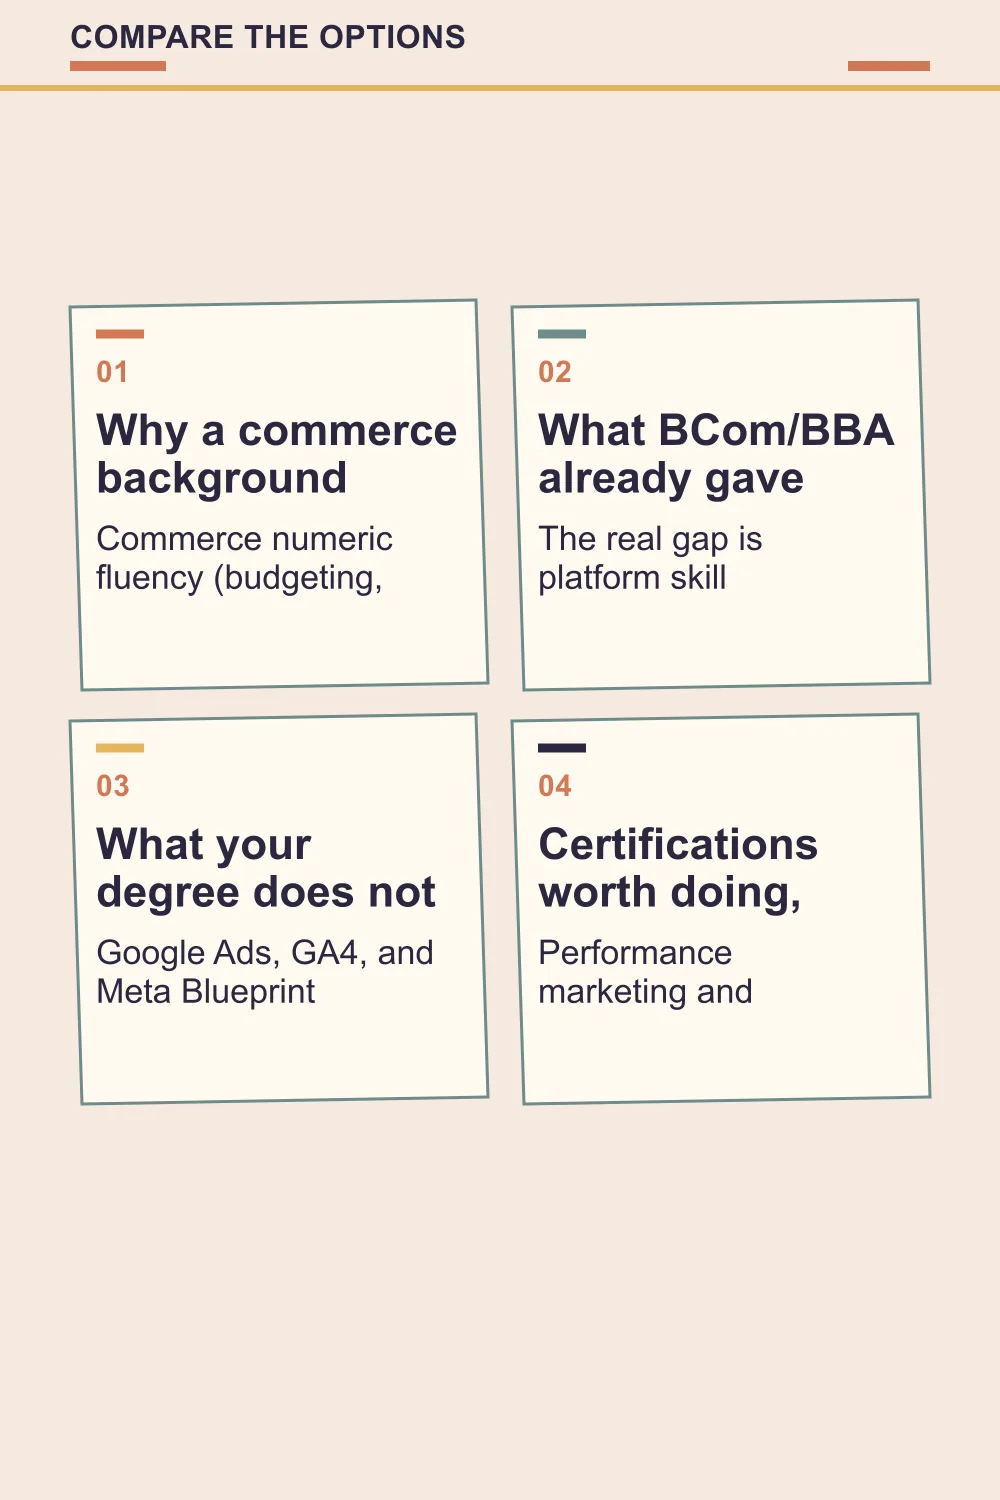 COMPARE THE OPTIONS
01
Why a commerce
background
Commerce numeric
fluency (budgeting,
02
What BCom/BBA
already gave
The real gap is
platform skill
03
What your
degree does not
Google Ads, GA4, and
Meta Blueprint
04
Certifications
worth doing,
Performance
marketing and